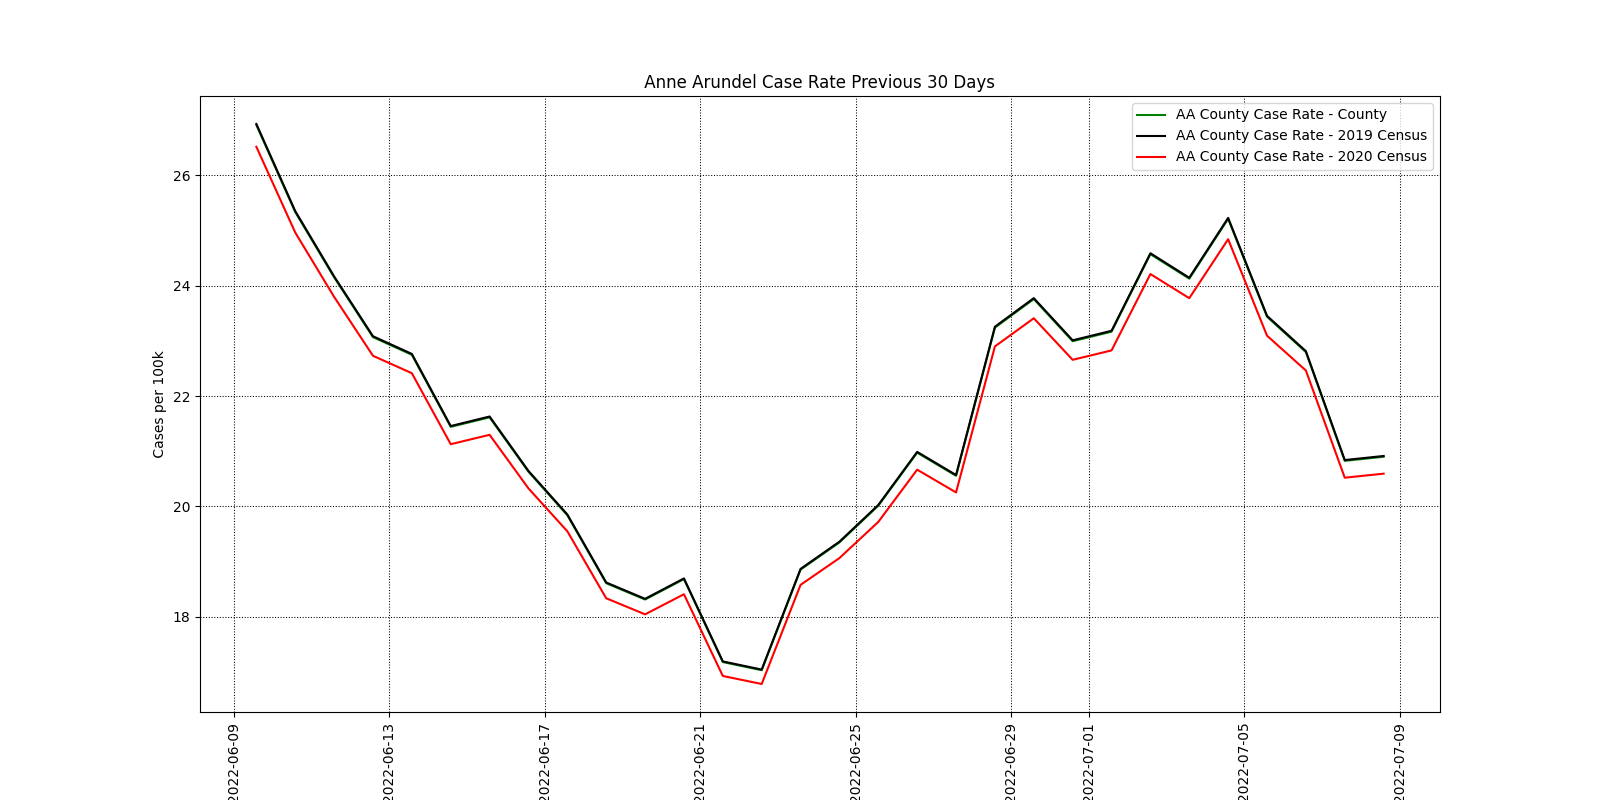 Anne Arundel Case Rate Previous 30 Days
AA County Case Rate - County
AA County Case Rate - 2019 Census
AA County Case Rate - 2020 Census
Cases per 100k
26
24
22
20
18
2022-06-09
2022-06-13
2022-06-17
2022-06-21
2022-06-25
2022-06-29
2022-07-01
2022-07-05
2022-07-09